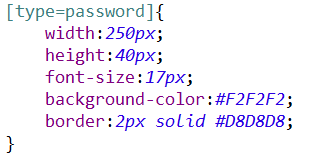 [type=password]{
    width:250px;
    height:40px;
    font-size:17px;
    background-color:#F2F2F2;
    border:2px solid #D8D8D8;
}